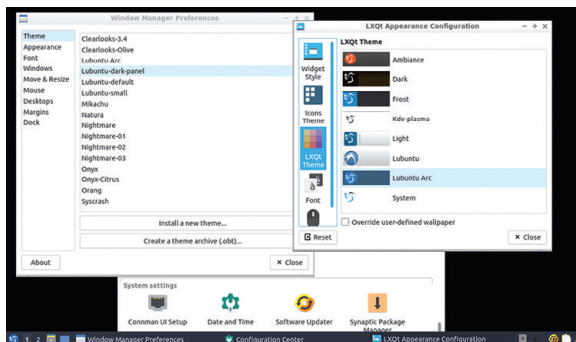 Window Manager Preferences
Theme
Appearance
Font
Windows
Move & Resize
Mouse
Desktops
Margins
Dock
Clearlooks-3.4
Clearlooks-Olive
Lubuntu Arc
Lubuntu-dark-panel
Lubuntu-default
Lubuntu-small
Mikachu
Natura
Nightmare
Nightmare-01
Nightmare-02
Nightmare-03
Onyx
Onyx-Citrus
Orang
Syscrash
Install a new theme...
Create a theme archive (.obt)...
About
× Close
LXQt Appearance Configuration
Widget
Style
Icons
Theme
LXQt
Theme
Font
LXQt Theme
Ambiance
Dark
Frost
Kde-plasma
Light
Lubuntu
Lubuntu Arc
System
Override user-defined wallpaper
Reset
× Close
System settings
Connman UI Setup
Date and Time
Software Updater
Synaptic Package
Manager
1 2
Window Manager Preferences
Configuration Center
LXQt Appearance Configuration